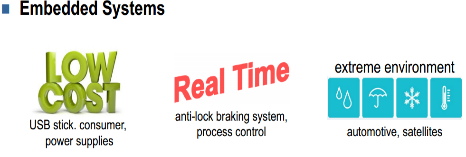 Embedded Systems
LOW
COST
USB stick. consumer,
power supplies
Real Time
anti-lock braking system,
process control
extreme environment
automotive, satellites